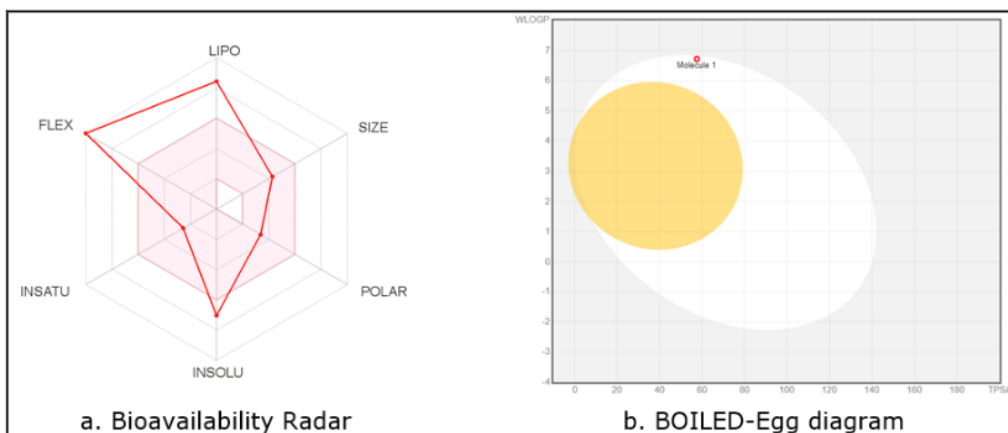 LIPO
FLEX
SIZE
INSATU
POLAR
INSOLU
a. Bioavailability Radar
WLOGP
7
6
5
4
3
2
1
0
-1
-2
-3
-4
Molecule 1
0 20 40 60 80 100 120 140 160 180 TPSA
b. BOILED-Egg diagram